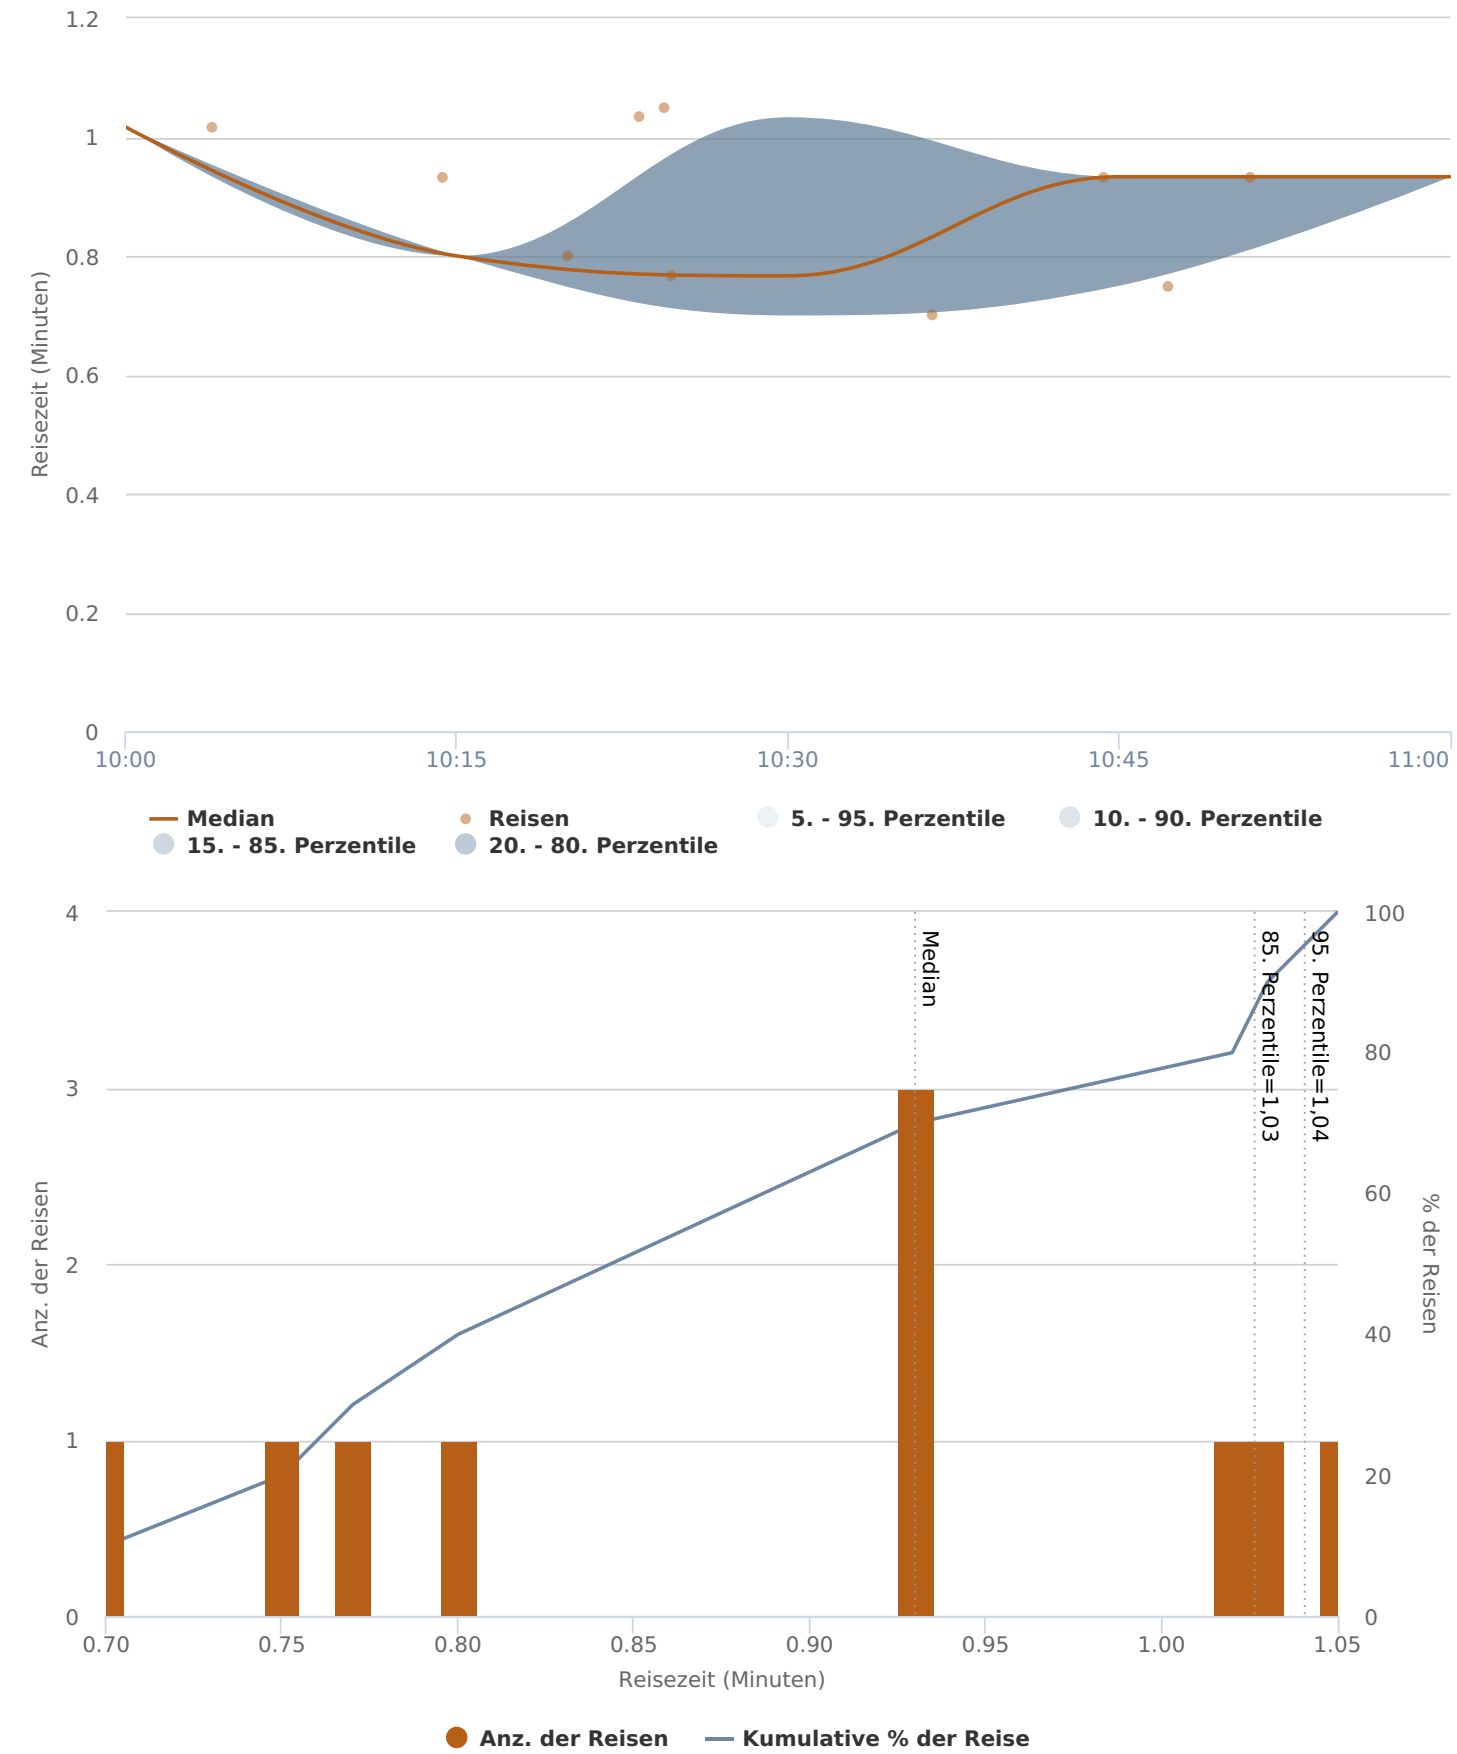 1.2
1
0.8
0.6
0.4
0.2
0
Reisezeit (Minuten)
10:00 10:15 10:30 10:45 11:00
Median Reisen 5. - 95. Perzentile 10. - 90. Perzentile
15. - 85. Perzentile 20. - 80. Perzentile
4 100
Median
85. Perzentile=1,03
95. Perzentile=1,04
80
3
60
2
40
1
20
0 0
Anz. der Reisen
% der Reisen
0.70 0.75 0.80 0.85 0.90 0.95 1.00 1.05
Reisezeit (Minuten)
Anz. der Reisen Kumulative % der Reise